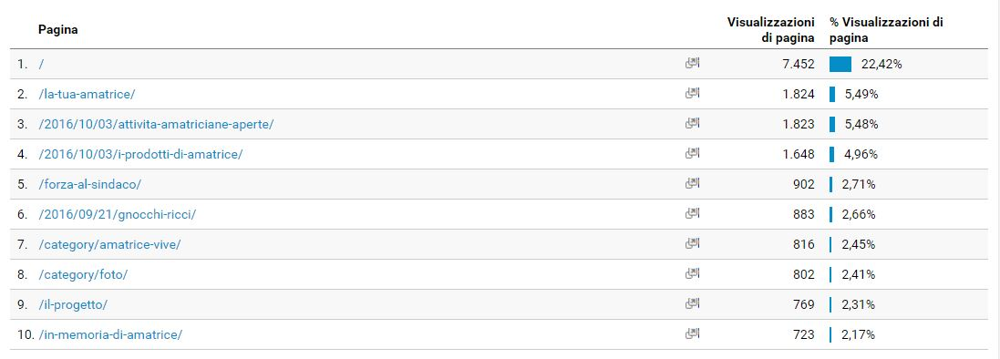 Pagina Visualizzazioni di pagina % Visualizzazioni di pagina
1. / 7.452 22,42%
2. /la-tua-amatrice/ 1.824 5,49%
3. /2016/10/03/attivita-amatriciane-aperte/ 1.823 5,48%
4. /2016/10/03/i-prodotti-di-amatrice/ 1.648 4,96%
5. /forza-al-sindaco/ 902 2,71%
6. /2016/09/21/gnocchi-ricci/ 883 2,66%
7. /category/amatrice-vive/ 816 2,45%
8. /category/foto/ 802 2,41%
9. /il-progetto/ 769 2,31%
10. /in-memoria-di-amatrice/ 723 2,17%